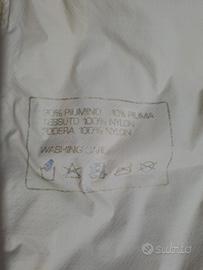 90% PIUMINO 10% PIUMA
TESSUTO 100% NYLON
FODERA 100% NYLON
WASHING CARE
subito